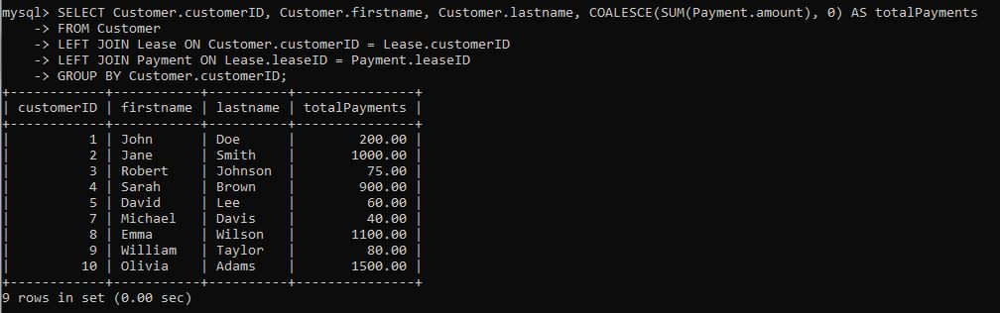 mysql> SELECT Customer.customerID, Customer.firstname, Customer.lastname, COALESCE(SUM(Payment.amount), 0) AS totalPayments
    -> FROM Customer
    -> LEFT JOIN Lease ON Customer.customerID = Lease.customerID
    -> LEFT JOIN Payment ON Lease.leaseID = Payment.leaseID
    -> GROUP BY Customer.customerID;
+------------+-----------+----------+---------------+
| customerID | firstname | lastname | totalPayments |
+------------+-----------+----------+---------------+
|          1 | John      | Doe      |        200.00 |
|          2 | Jane      | Smith    |       1000.00 |
|          3 | Robert    | Johnson  |         75.00 |
|          4 | Sarah     | Brown    |        900.00 |
|          5 | David     | Lee      |         60.00 |
|          7 | Michael   | Davis    |         40.00 |
|          8 | Emma      | Wilson   |       1100.00 |
|          9 | William   | Taylor   |         80.00 |
|         10 | Olivia    | Adams    |       1500.00 |
+------------+-----------+----------+---------------+
9 rows in set (0.00 sec)